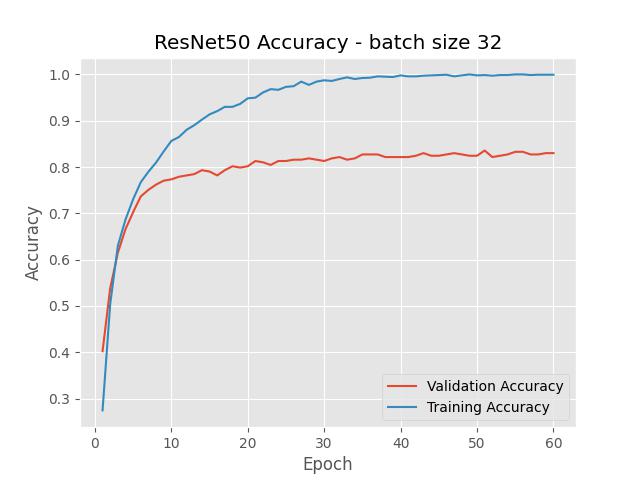 ResNet50 Accuracy - batch size 32
1.0
0.9
0.8
0.7
0.6
0.5
0.4
0.3
Accuracy
0 10 20 30 40 50 60
Epoch
Validation Accuracy
Training Accuracy